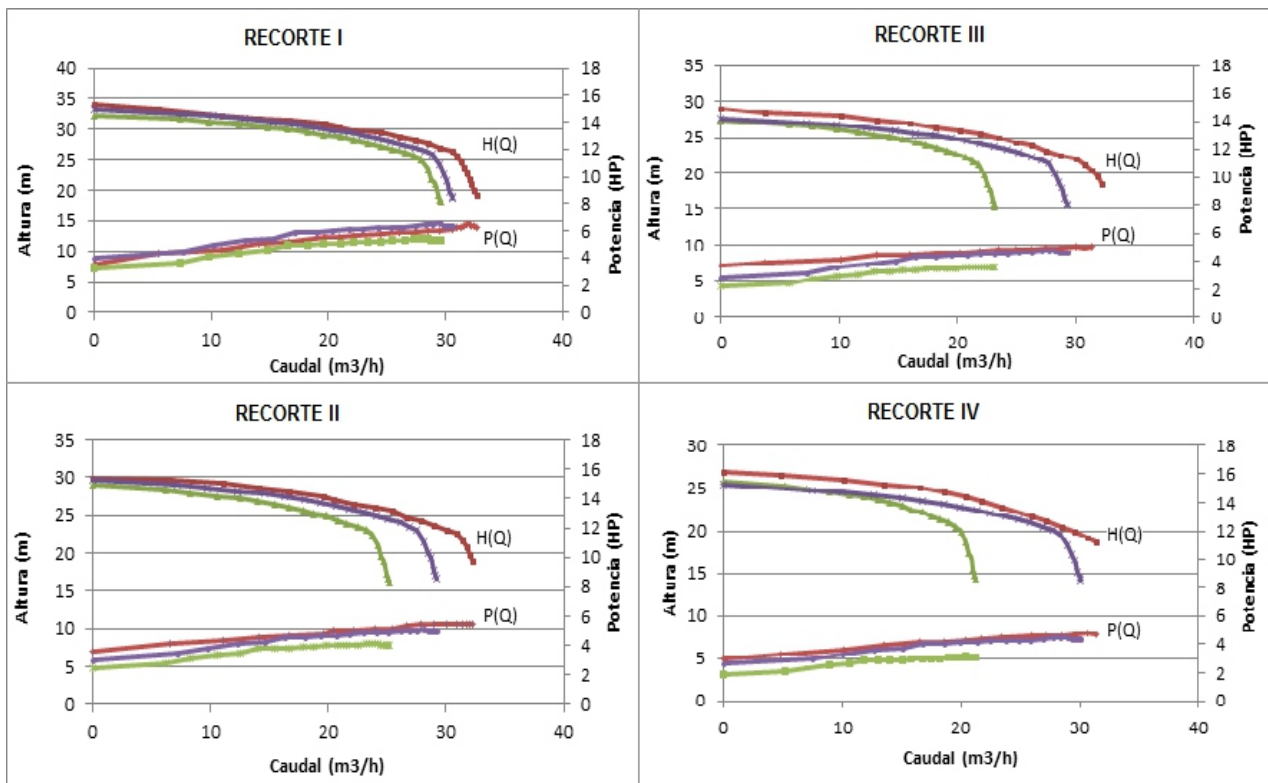 RECORTE I
Altura (m)
40
35
30
25
20
15
10
5
0
18
16
14
12
10
8
6
4
2
0
Potencia (HP)
H(Q)
P(Q)
0 10 20 30 40
Caudal (m3/h)
RECORTE III
Altura (m)
35
30
25
20
15
10
5
0
18
16
14
12
10
8
6
4
2
0
Potencia (HP)
H(Q)
P(Q)
0 10 20 30 40
Caudal (m3/h)
RECORTE II
Altura (m)
35
30
25
20
15
10
5
0
18
16
14
12
10
8
6
4
2
0
Potencia (HP)
H(Q)
P(Q)
0 10 20 30 40
Caudal (m3/h)
RECORTE IV
Altura (m)
30
25
20
15
10
5
0
18
16
14
12
10
8
6
4
2
0
Potencia (HP)
H(Q)
P(Q)
0 10 20 30 40
Caudal (m3/h)